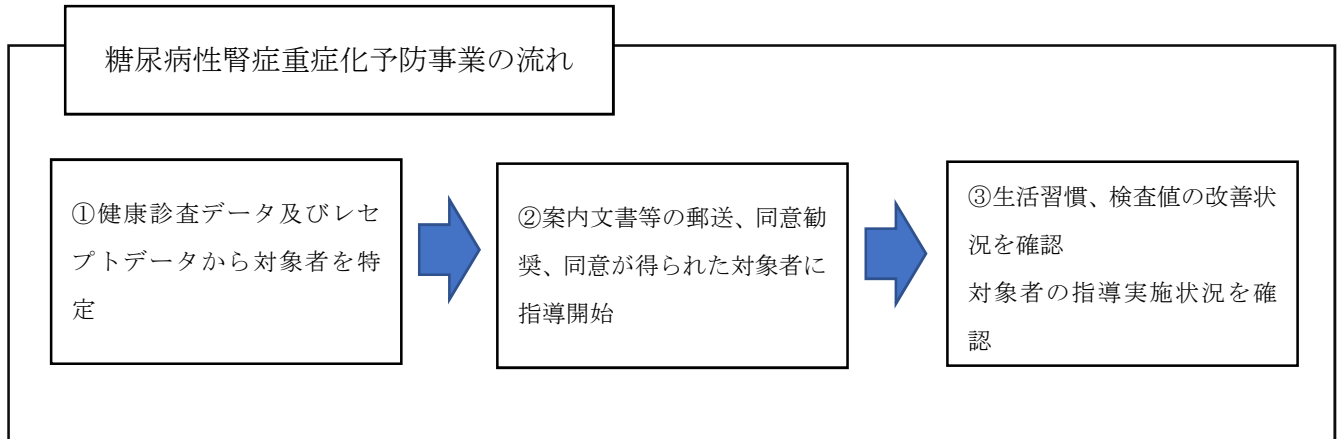 糖尿病性腎症重症化予防事業の流れ
①健康診査データ及びレセ
プトデータから対象者を特
定
②案内文書等の郵送、同意勧
奨、同意が得られた対象者に
指導開始
③生活習慣、検査値の改善状
況を確認
対象者の指導実施状況を確
認